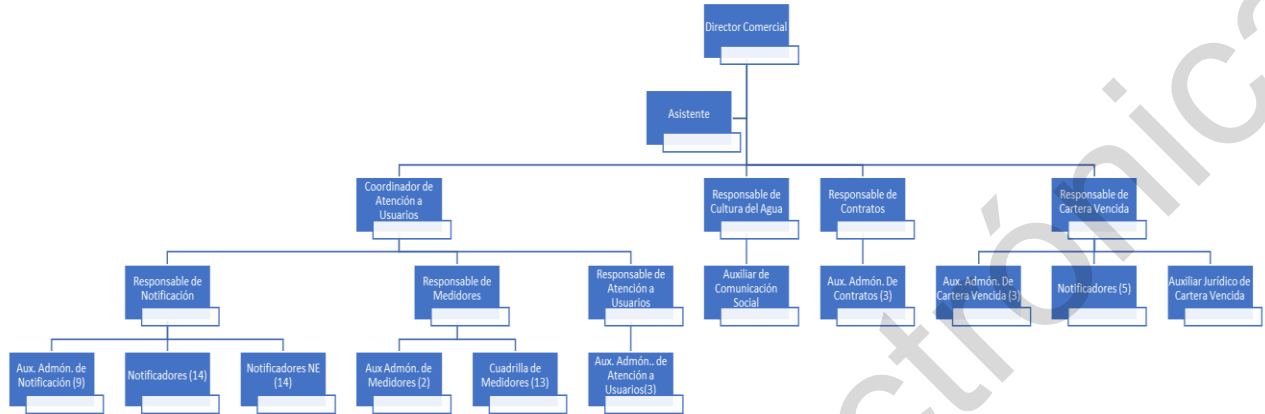 Director Comercial
Asistente
Coordinador de
Atención a
Usuarios
Responsable de
Cultura del Agua
Responsable de
Contratos
Responsable de
Cartera Vencida
Responsable de
Notificación
Responsable de
Medidores
Responsable de
Atención a
Usuarios
Auxiliar de
Comunicación
Social
Aux. Admón. De
Contratos (3)
Aux. Admón. De
Cartera Vencida (3)
Notificadores (5)
Auxiliar Jurídico de
Cartera Vencida
Aux. Admón. de
Notificación (9)
Notificadores (14)
Notificadores NE
(14)
Aux Admón. de
Medidores (2)
Cuadrilla de
Medidores (13)
Aux. Admón.. de
Atención a
Usuarios(3)
ctrónica